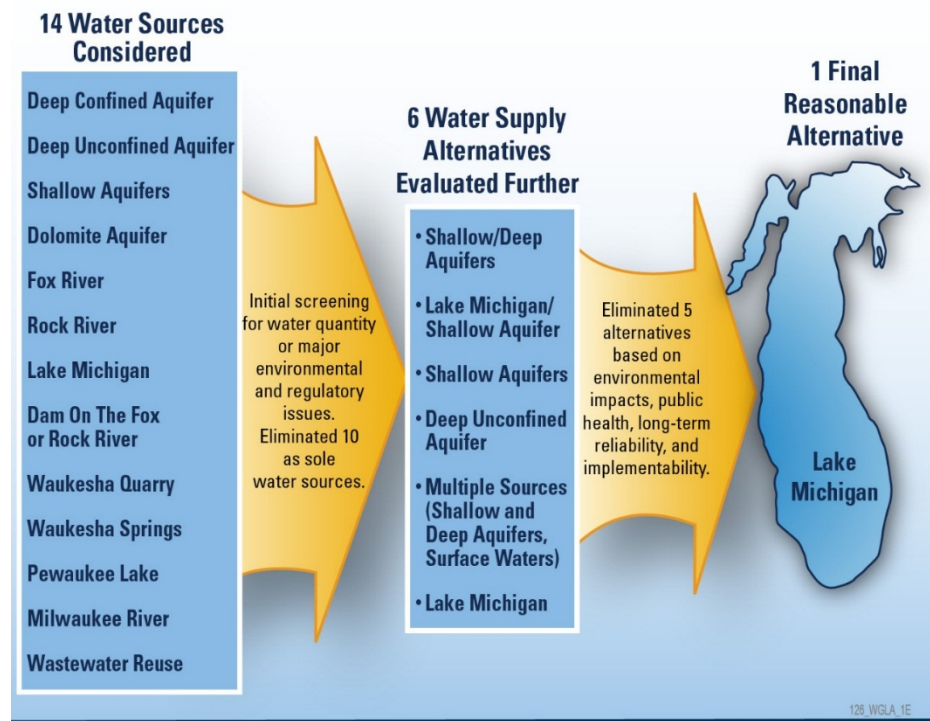 14 Water Sources
Considered
Deep Confined Aquifer
Deep Unconfined Aquifer
Shallow Aquifers
Dolomite Aquifer
Fox River
Rock River
Lake Michigan
Dam On The Fox
or Rock River
Waukesha Quarry
Waukesha Springs
Pewaukee Lake
Milwaukee River
Wastewater Reuse
Initial screening
for water quantity
or major
environmental
and regulatory
issues.
Eliminated 10
as sole
water sources.
6 Water Supply
Alternatives
Evaluated Further
• Shallow/Deep
Aquifers
• Lake Michigan/
Shallow Aquifer
• Shallow Aquifers
• Deep Unconfined
Aquifer
• Multiple Sources
(Shallow and
Deep Aquifers,
Surface Waters)
• Lake Michigan
Eliminated 5
alternatives
based on
environmental
impacts, public
health, long-term
reliability, and
implementability.
1 Final
Reasonable
Alternative
Lake
Michigan
126_WGLA_1E